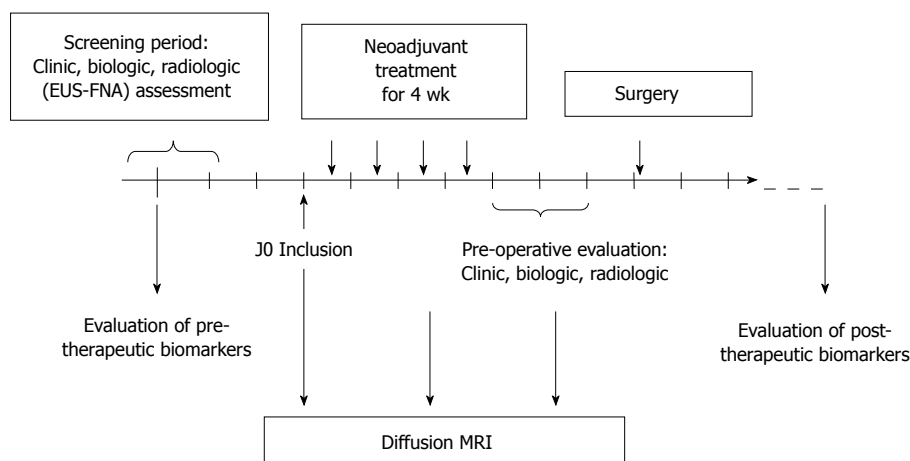 Screening period:
Clinic, biologic, radiologic
(EUS-FNA) assessment
Neoadjuvant
treatment
for 4 wk
Surgery
J0 Inclusion
Pre-operative evaluation:
Clinic, biologic, radiologic
Evaluation of pre-
therapeutic biomarkers
Evaluation of post-
therapeutic biomarkers
Diffusion MRI